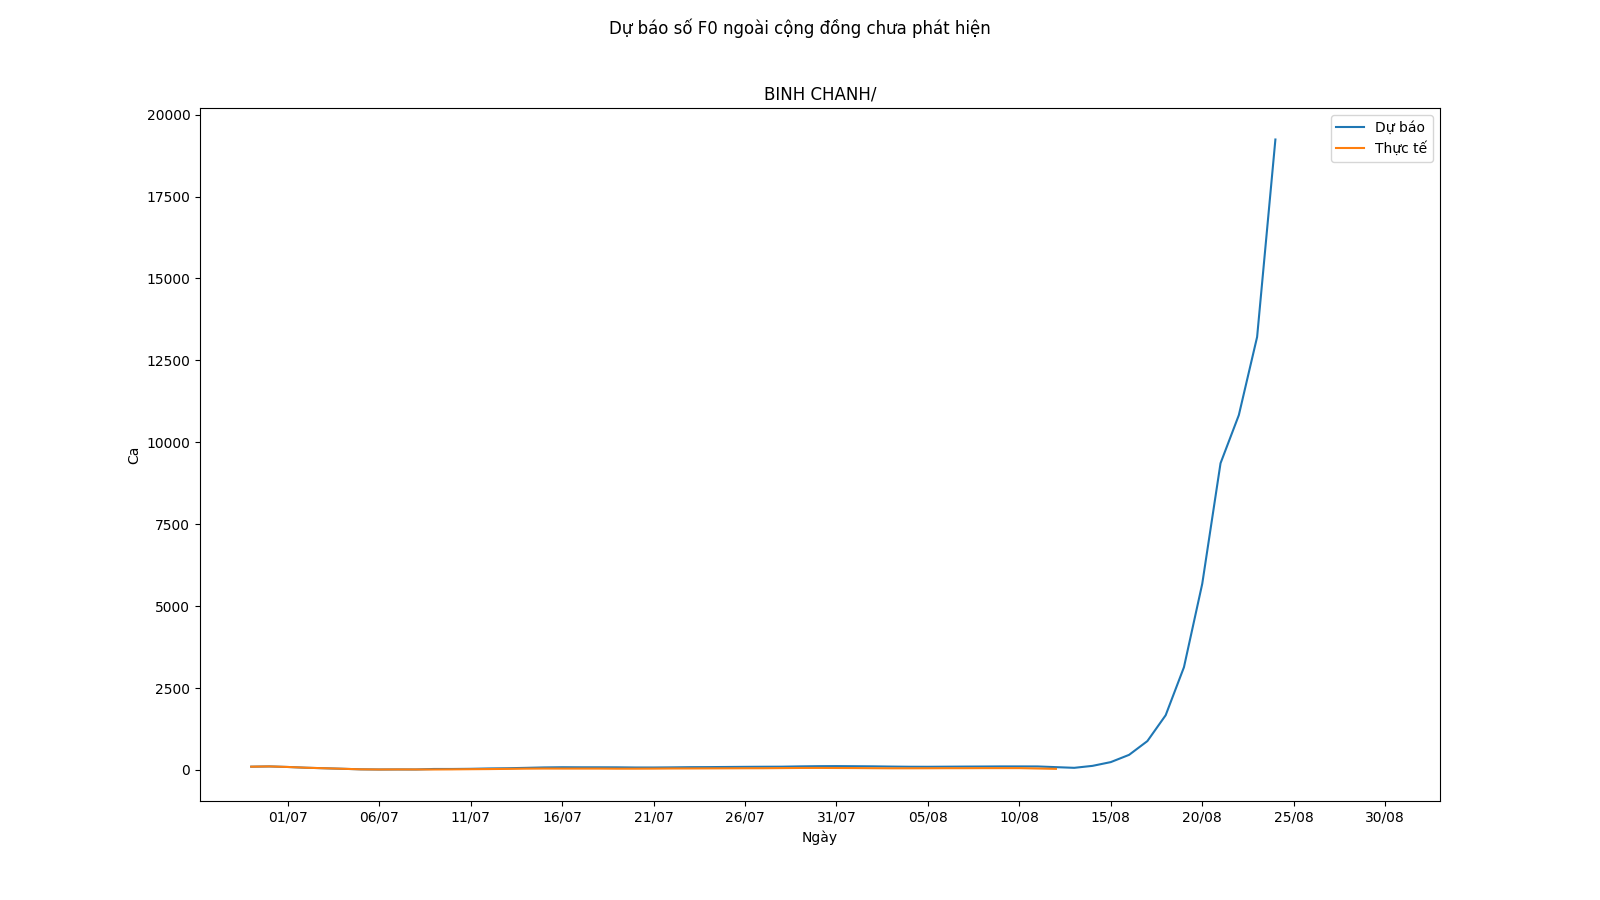 Dự báo số F0 ngoài cộng đồng chưa phát hiện
BINH CHANH/
Dự báo
Thực tế
20000
17500
15000
12500
10000
7500
5000
2500
0
Ca
01/07 06/07 11/07 16/07 21/07 26/07 31/07 05/08 10/08 15/08 20/08 25/08 30/08
Ngày